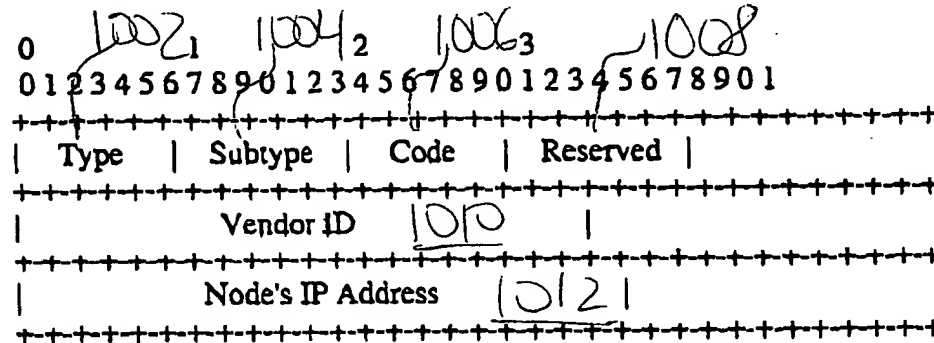 0 1002 1 1004 2 1006 3 1008
0 1 2 3 4 5 6 7 8 9 0 1 2 3 4 5 6 7 8 9 0 1 2 3 4 5 6 7 8 9 0 1
+-+-+-+-+-+-+-+-+-+-+-+-+-+-+-+-+-+-+-+-+-+-+-+-+-+-+-+-+-+-+-+-+
| Type | Subtype | Code | Reserved |
+-+-+-+-+-+-+-+-+-+-+-+-+-+-+-+-+-+-+-+-+-+-+-+-+-+-+-+-+-+-+-+-+
| Vendor ID 1010 |
+-+-+-+-+-+-+-+-+-+-+-+-+-+-+-+-+-+-+-+-+-+-+-+-+-+-+-+-+-+-+-+-+
| Node's IP Address 1012 |
+-+-+-+-+-+-+-+-+-+-+-+-+-+-+-+-+-+-+-+-+-+-+-+-+-+-+-+-+-+-+-+-+